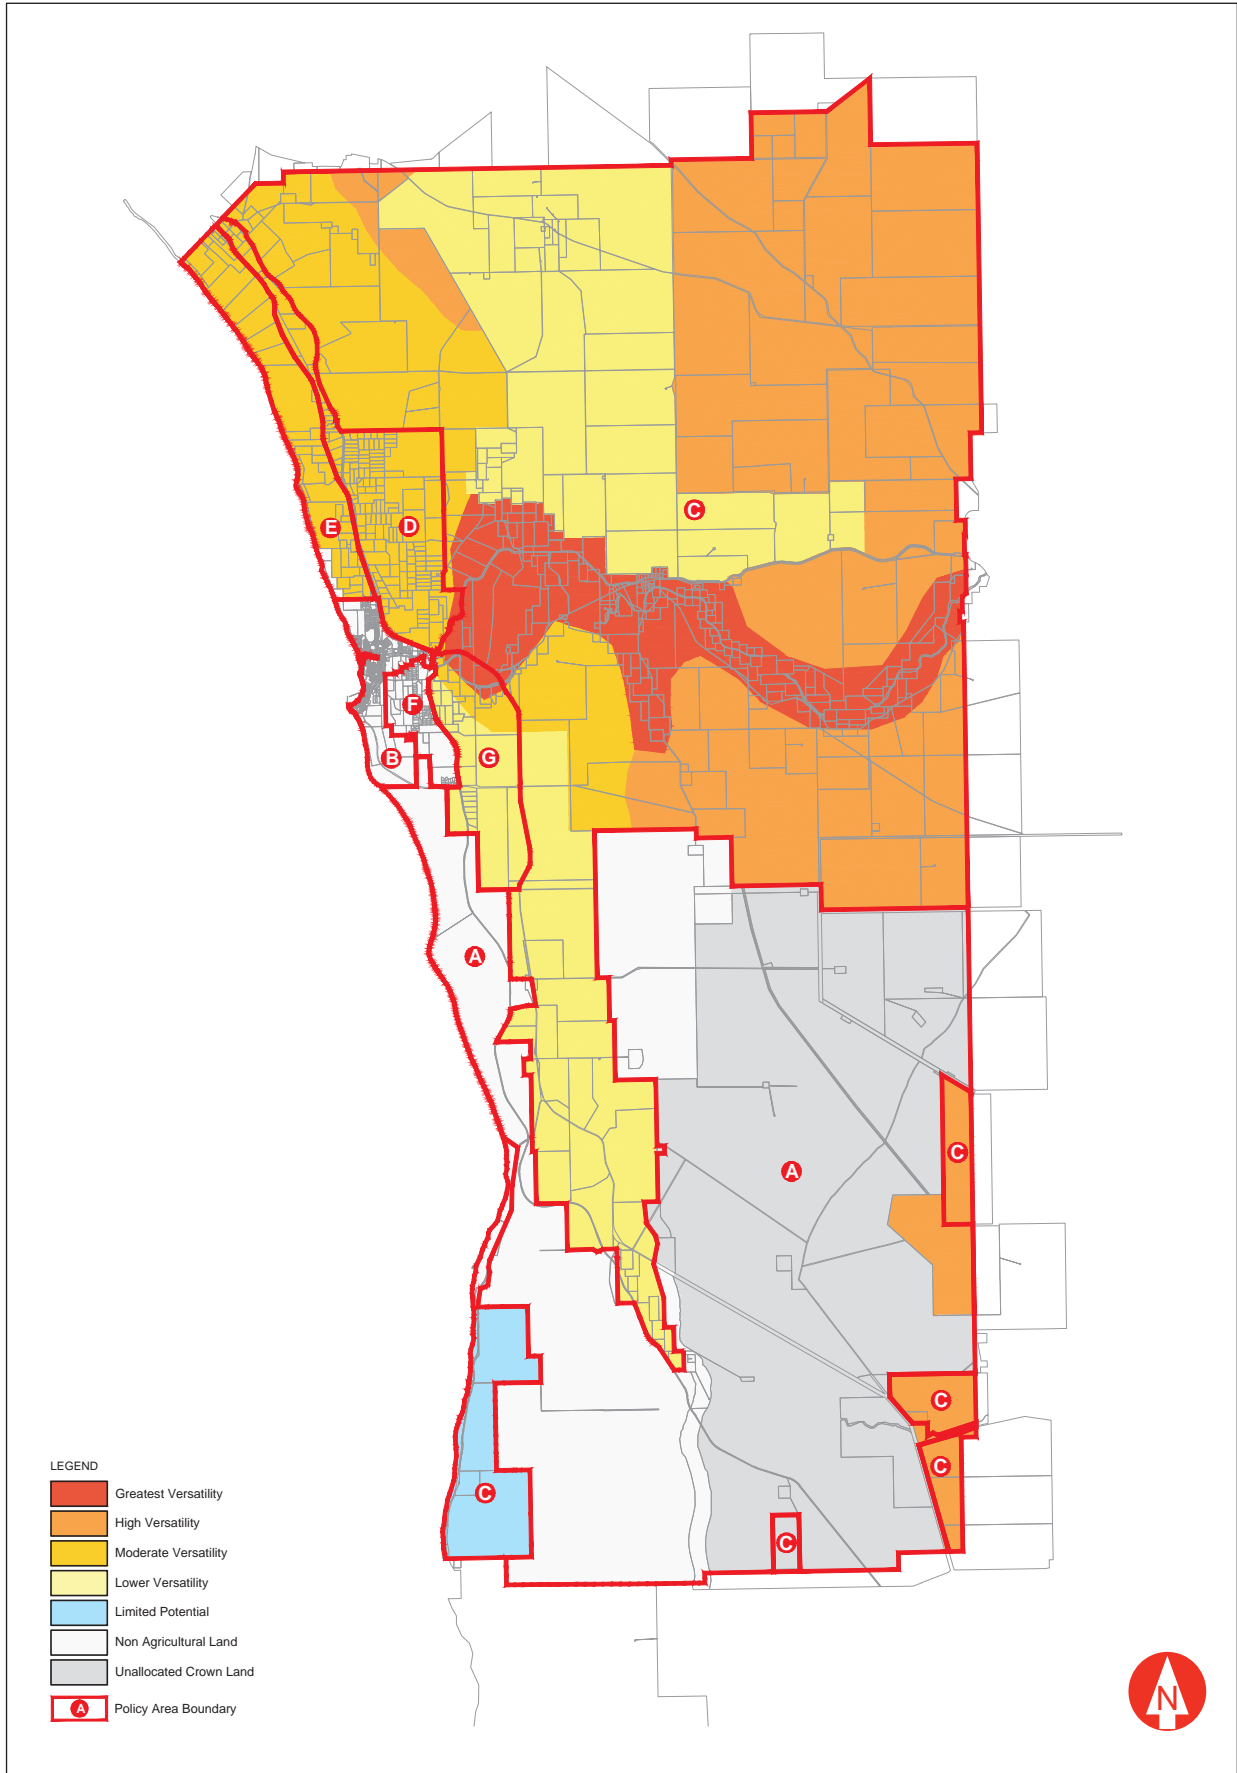 C
E
D
F
B
G
A
C
A
C
C
C
C
LEGEND
Greatest Versatility
High Versatility
Moderate Versatility
Lower Versatility
Limited Potential
Non Agricultural Land
Unallocated Crown Land
A Policy Area Boundary
N